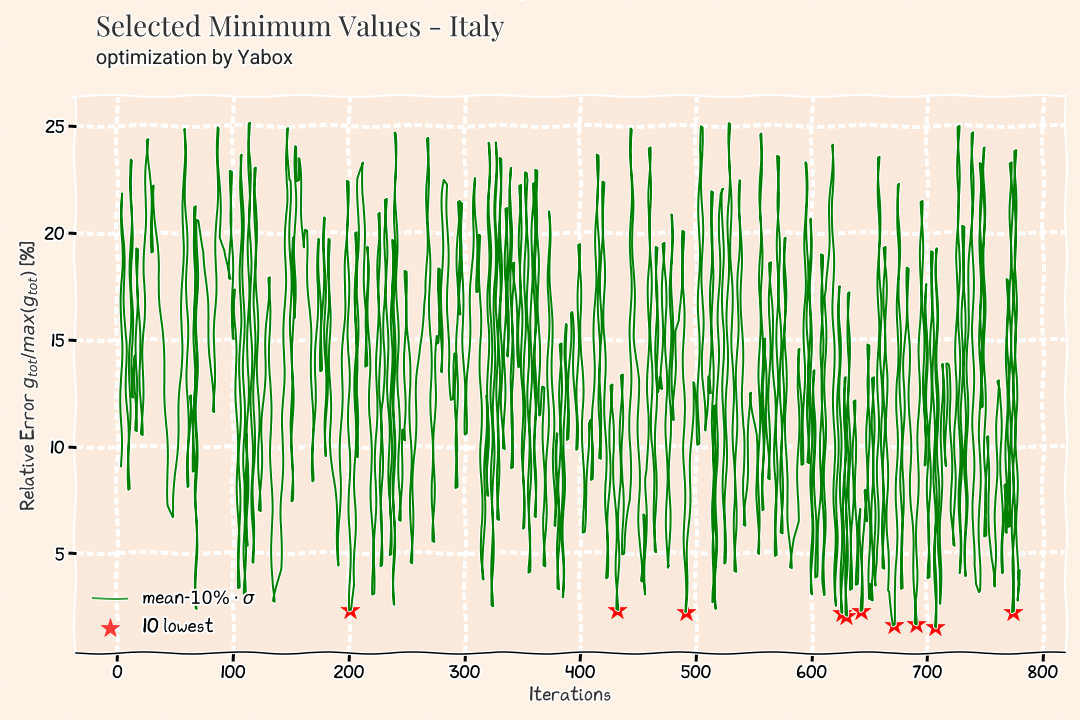 Selected Minimum Values - Italy
optimization by Yabox
25
20
15
10
5
Relative Error g_tot/max(g_tot) [%]
mean-10% · σ
10 lowest
0 100 200 300 400 500 600 700 800
Iterations